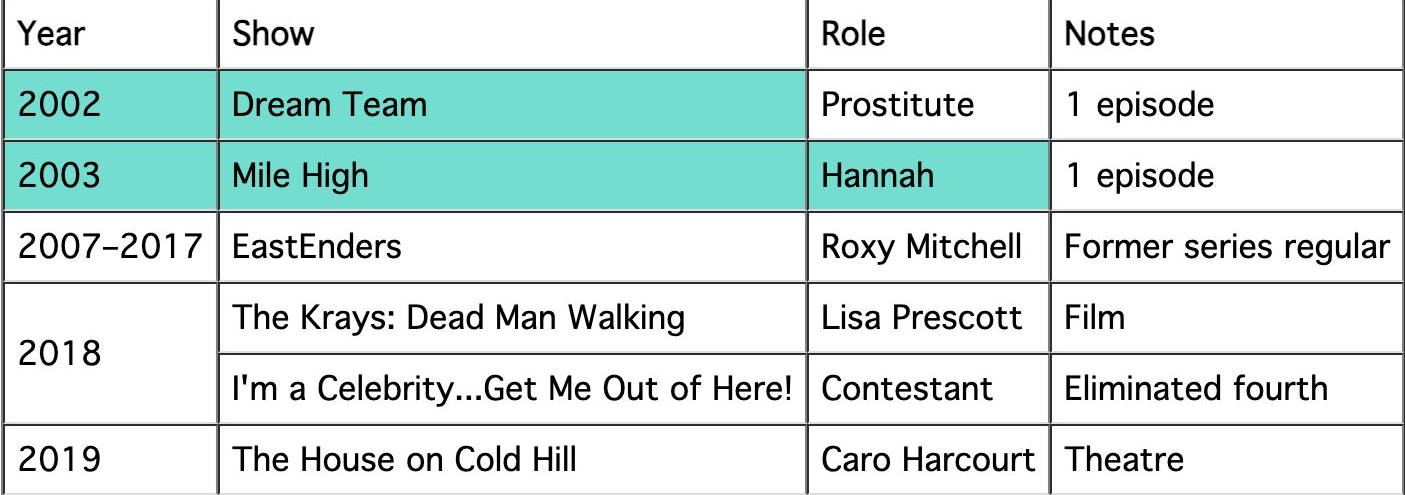 Year Show Role Notes
2002 Dream Team Prostitute 1 episode
2003 Mile High Hannah 1 episode
2007–2017 EastEnders Roxy Mitchell Former series regular
2018 The Krays: Dead Man Walking Lisa Prescott Film
I'm a Celebrity...Get Me Out of Here! Contestant Eliminated fourth
2019 The House on Cold Hill Caro Harcourt Theatre